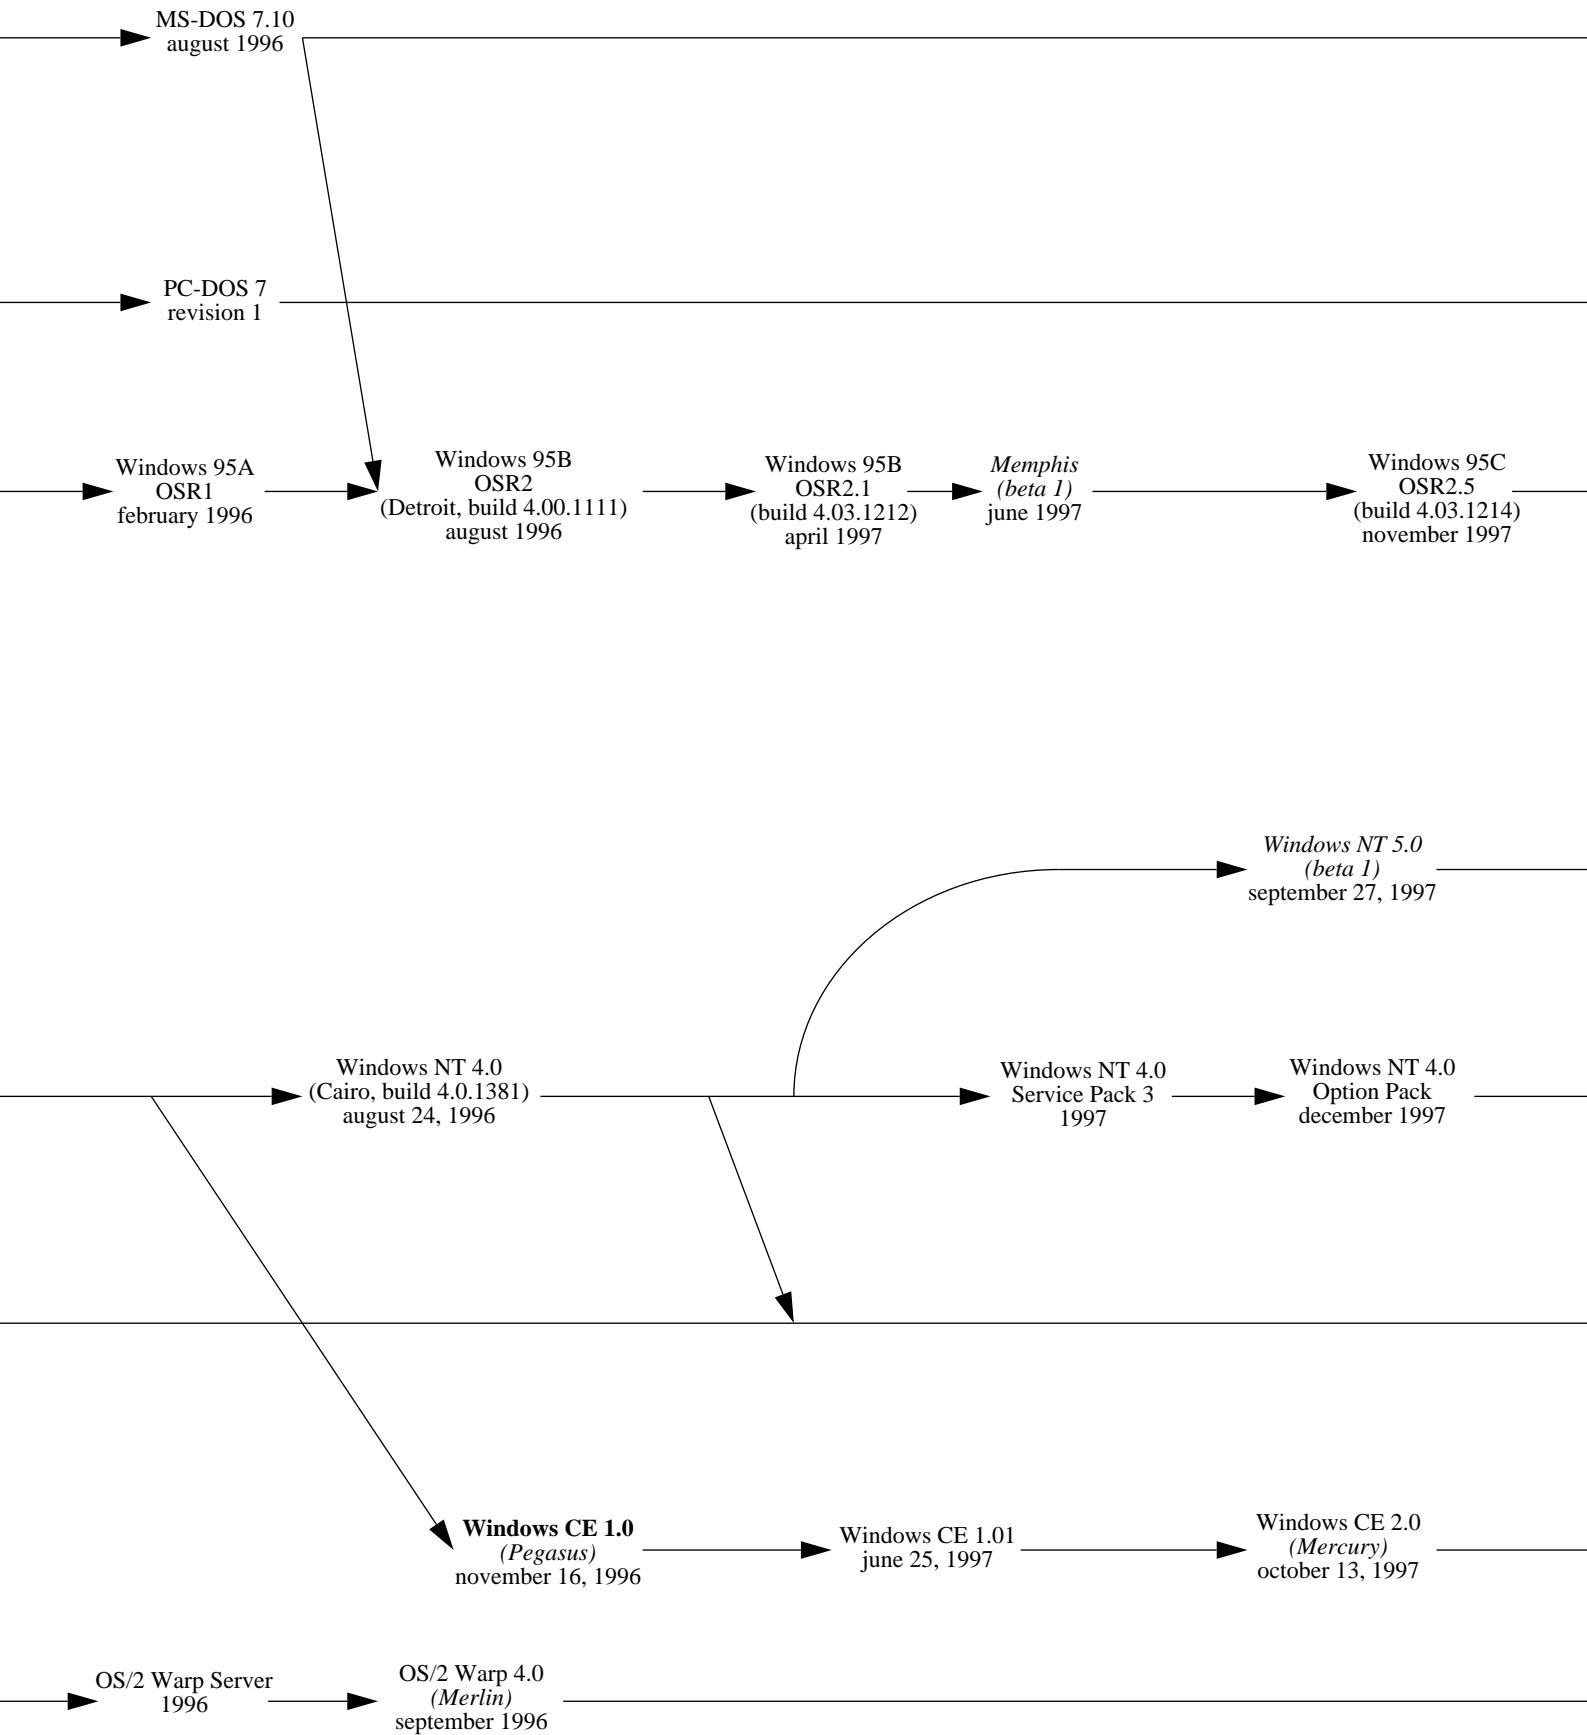 MS-DOS 7.10
august 1996
PC-DOS 7
revision 1
Windows 95A
OSR1
february 1996
Windows 95B
OSR2
(Detroit, build 4.00.1111)
august 1996
Windows 95B
OSR2.1
(build 4.03.1212)
april 1997
Memphis
(beta 1)
june 1997
Windows 95C
OSR2.5
(build 4.03.1214)
november 1997
Windows NT 5.0
(beta 1)
september 27, 1997
Windows NT 4.0
(Cairo, build 4.0.1381)
august 24, 1996
Windows NT 4.0
Service Pack 3
1997
Windows NT 4.0
Option Pack
december 1997
Windows CE 1.0
(Pegasus)
november 16, 1996
Windows CE 1.01
june 25, 1997
Windows CE 2.0
(Mercury)
october 13, 1997
OS/2 Warp Server
1996
OS/2 Warp 4.0
(Merlin)
september 1996